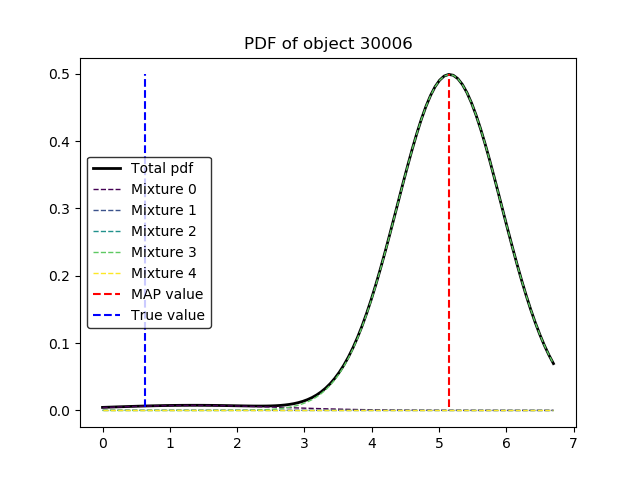 PDF of object 30006
0.5
0.4
0.3
0.2
0.1
0.0
Total pdf
Mixture 0
Mixture 1
Mixture 2
Mixture 3
Mixture 4
MAP value
True value
0 1 2 3 4 5 6 7